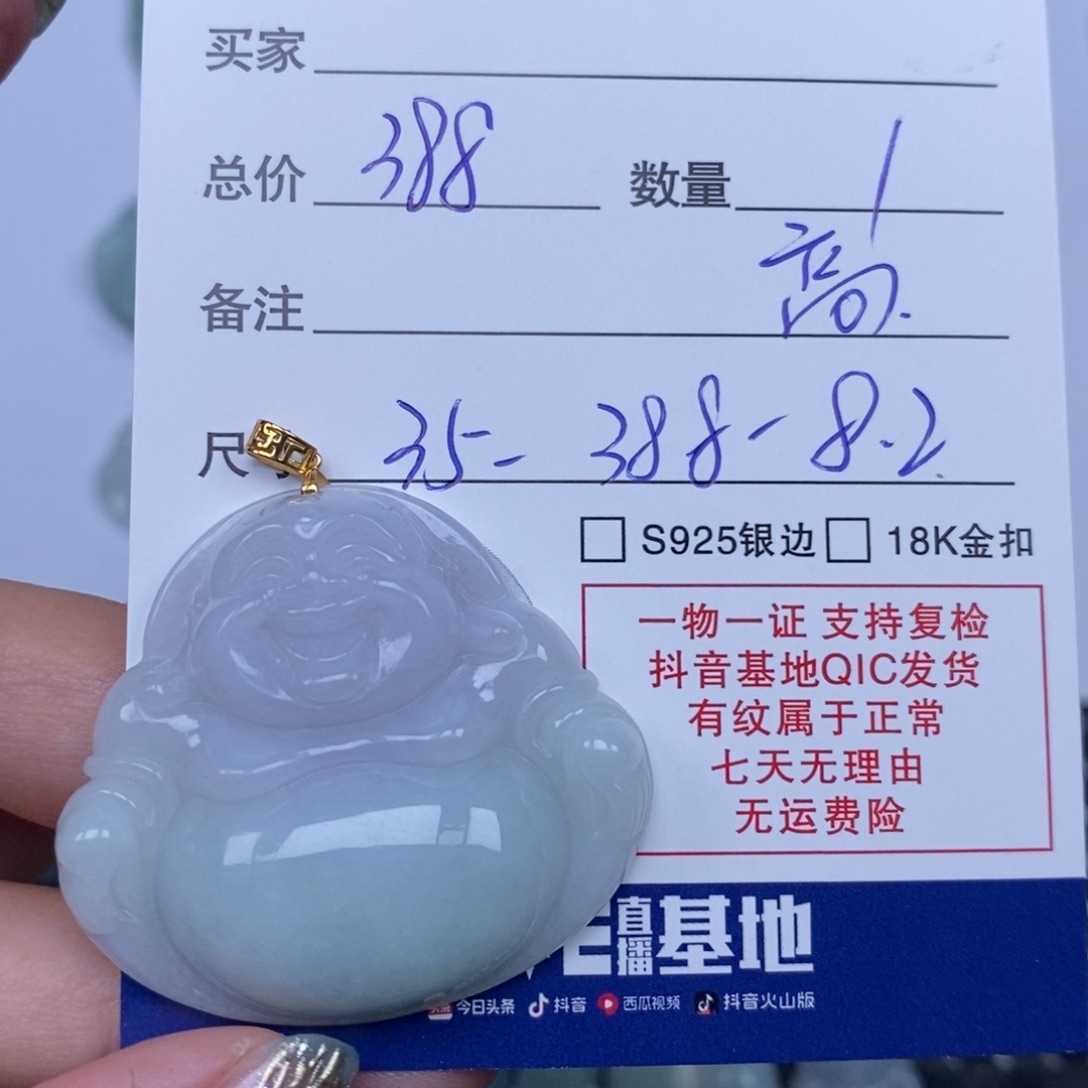 买家
总价 388 数量 1
备注 高.
尺 35- 388- 8.2
S925银边 18K金扣
一物一证 支持复检
抖音基地QIC发货
有纹属于正常
七天无理由
无运费险
直播基地
今日头条 抖音 西瓜视频 抖音火山版